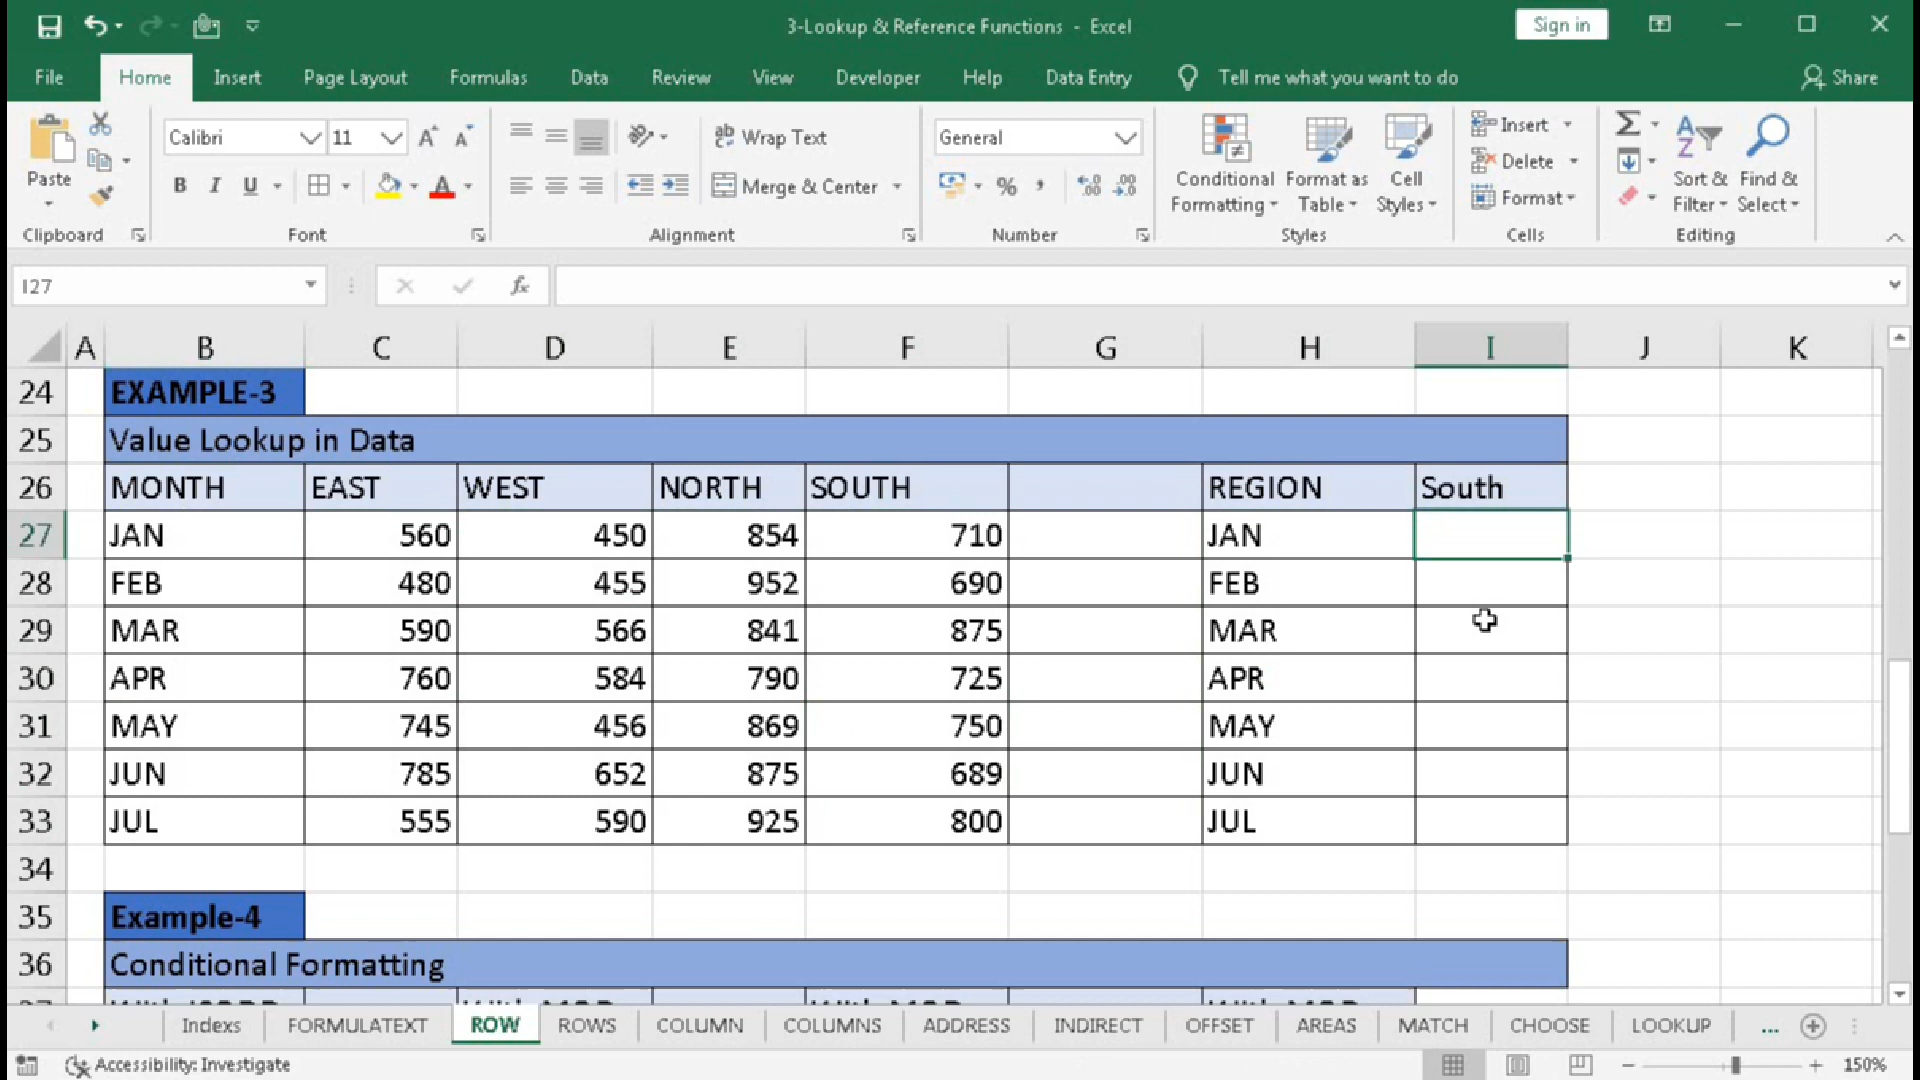 3-Lookup & Reference Functions - Excel
Sign in
File Home Insert Page Layout Formulas Data Review View Developer Help Data Entry Tell me what you want to do Share
Paste
Clipboard
Calibri 11
B I U
Font
Wrap Text
Merge & Center
Alignment
General
%
Number
Conditional Formatting
Format as Table
Cell Styles
Styles
Insert
Delete
Format
Cells
Sort & Filter
Find & Select
Editing
I27
fx
A B C D E F G H I J K
24 EXAMPLE-3
25 Value Lookup in Data
26 MONTH EAST WEST NORTH SOUTH REGION South
27 JAN 560 450 854 710 JAN
28 FEB 480 455 952 690 FEB
29 MAR 590 566 841 875 MAR
30 APR 760 584 790 725 APR
31 MAY 745 456 869 750 MAY
32 JUN 785 652 875 689 JUN
33 JUL 555 590 925 800 JUL
34
35 Example-4
36 Conditional Formatting
Indexs FORMULATEXT ROW ROWS COLUMN COLUMNS ADDRESS INDIRECT OFFSET AREAS MATCH CHOOSE LOOKUP ...
Accessibility: Investigate
150%